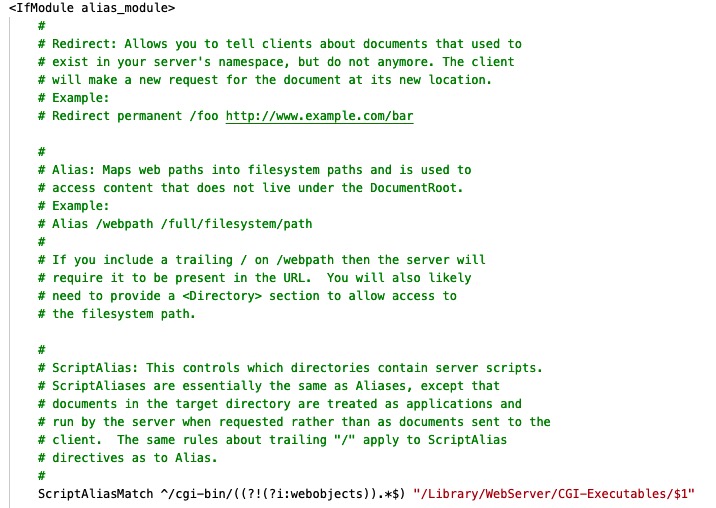 <IfModule alias_module>
#
# Redirect: Allows you to tell clients about documents that used to
# exist in your server's namespace, but do not anymore. The client
# will make a new request for the document at its new location.
# Example:
# Redirect permanent /foo http://www.example.com/bar
#
# Alias: Maps web paths into filesystem paths and is used to
# access content that does not live under the DocumentRoot.
# Example:
# Alias /webpath /full/filesystem/path
#
# If you include a trailing / on /webpath then the server will
# require it to be present in the URL.  You will also likely
# need to provide a <Directory> section to allow access to
# the filesystem path.
#
# ScriptAlias: This controls which directories contain server scripts.
# ScriptAliases are essentially the same as Aliases, except that
# documents in the target directory are treated as applications and
# run by the server when requested rather than as documents sent to the
# client.  The same rules about trailing "/" apply to ScriptAlias
# directives as to Alias.
#
ScriptAliasMatch ^/cgi-bin/((?!(?i:webobjects)).*$) "/Library/WebServer/CGI-Executables/$1"